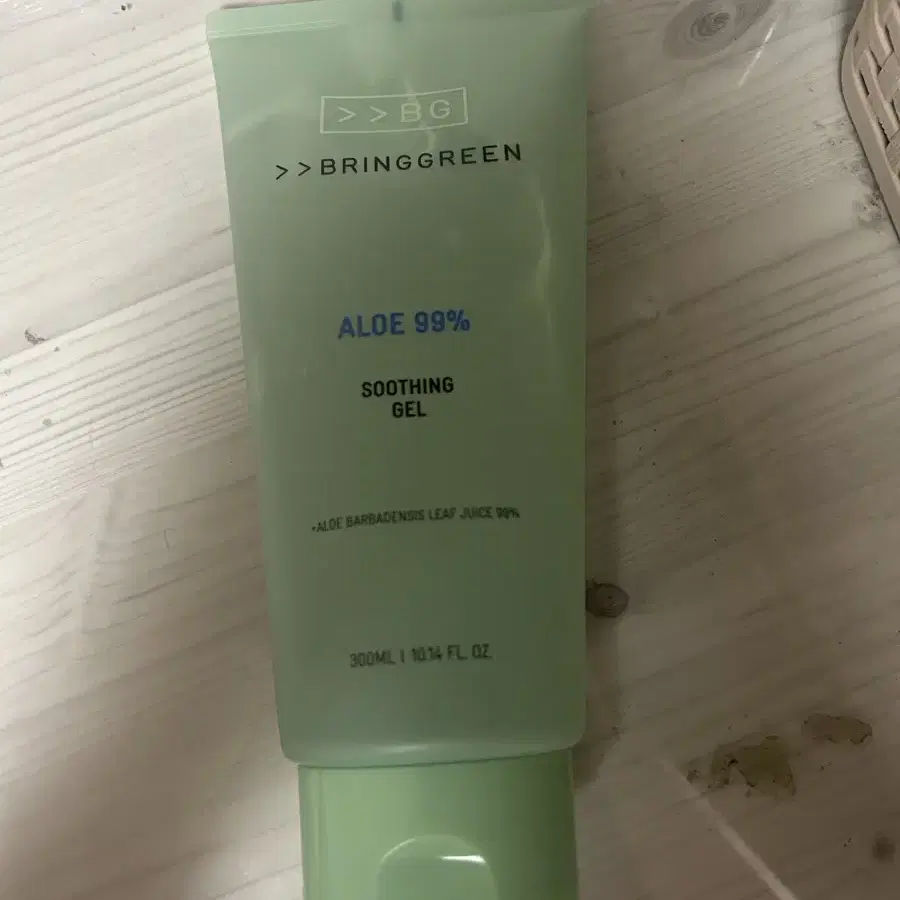 >>BG
>>BRINGGREEN
ALOE 99%
SOOTHING
GEL
•ALOE BARBADENSIS LEAF JUICE 99%
300ML | 10.14 FL. OZ.